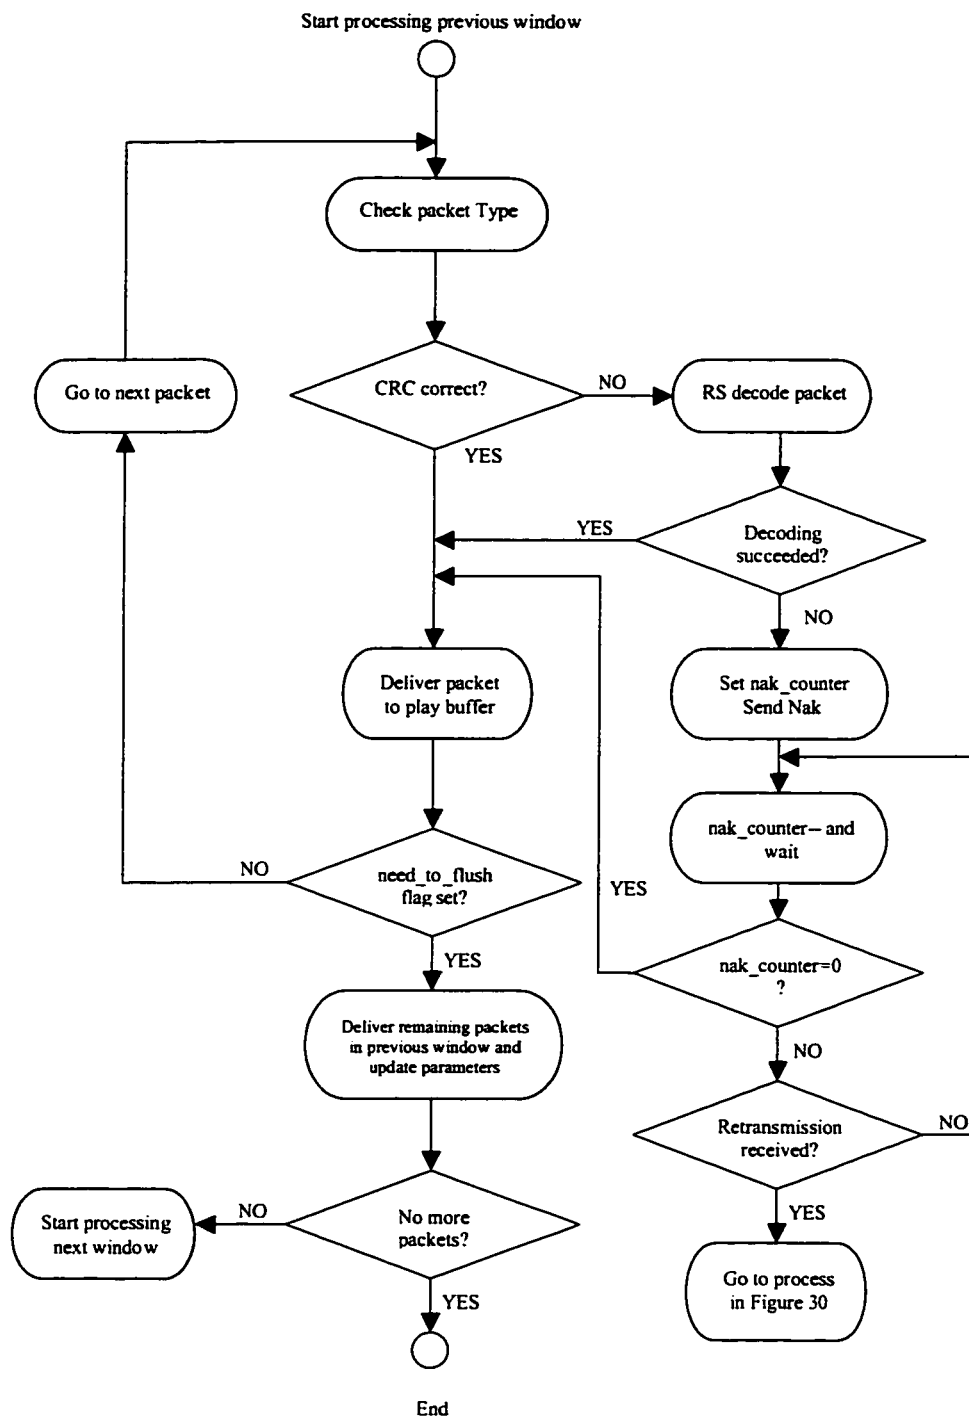 Start processing previous window
Check packet Type
Go to next packet
CRC correct?
NO
RS decode packet
YES
YES
Decoding
succeeded?
NO
Deliver packet
to play buffer
Set nak_counter
Send Nak
nak_counter-- and
wait
NO
need_to_flush
flag set?
YES
YES
nak_counter=0
?
Deliver remaining packets
in previous window and
update parameters
NO
Retransmission
received?
NO
Start processing
next window
NO
No more
packets?
YES
YES
Go to process
in Figure 30
End